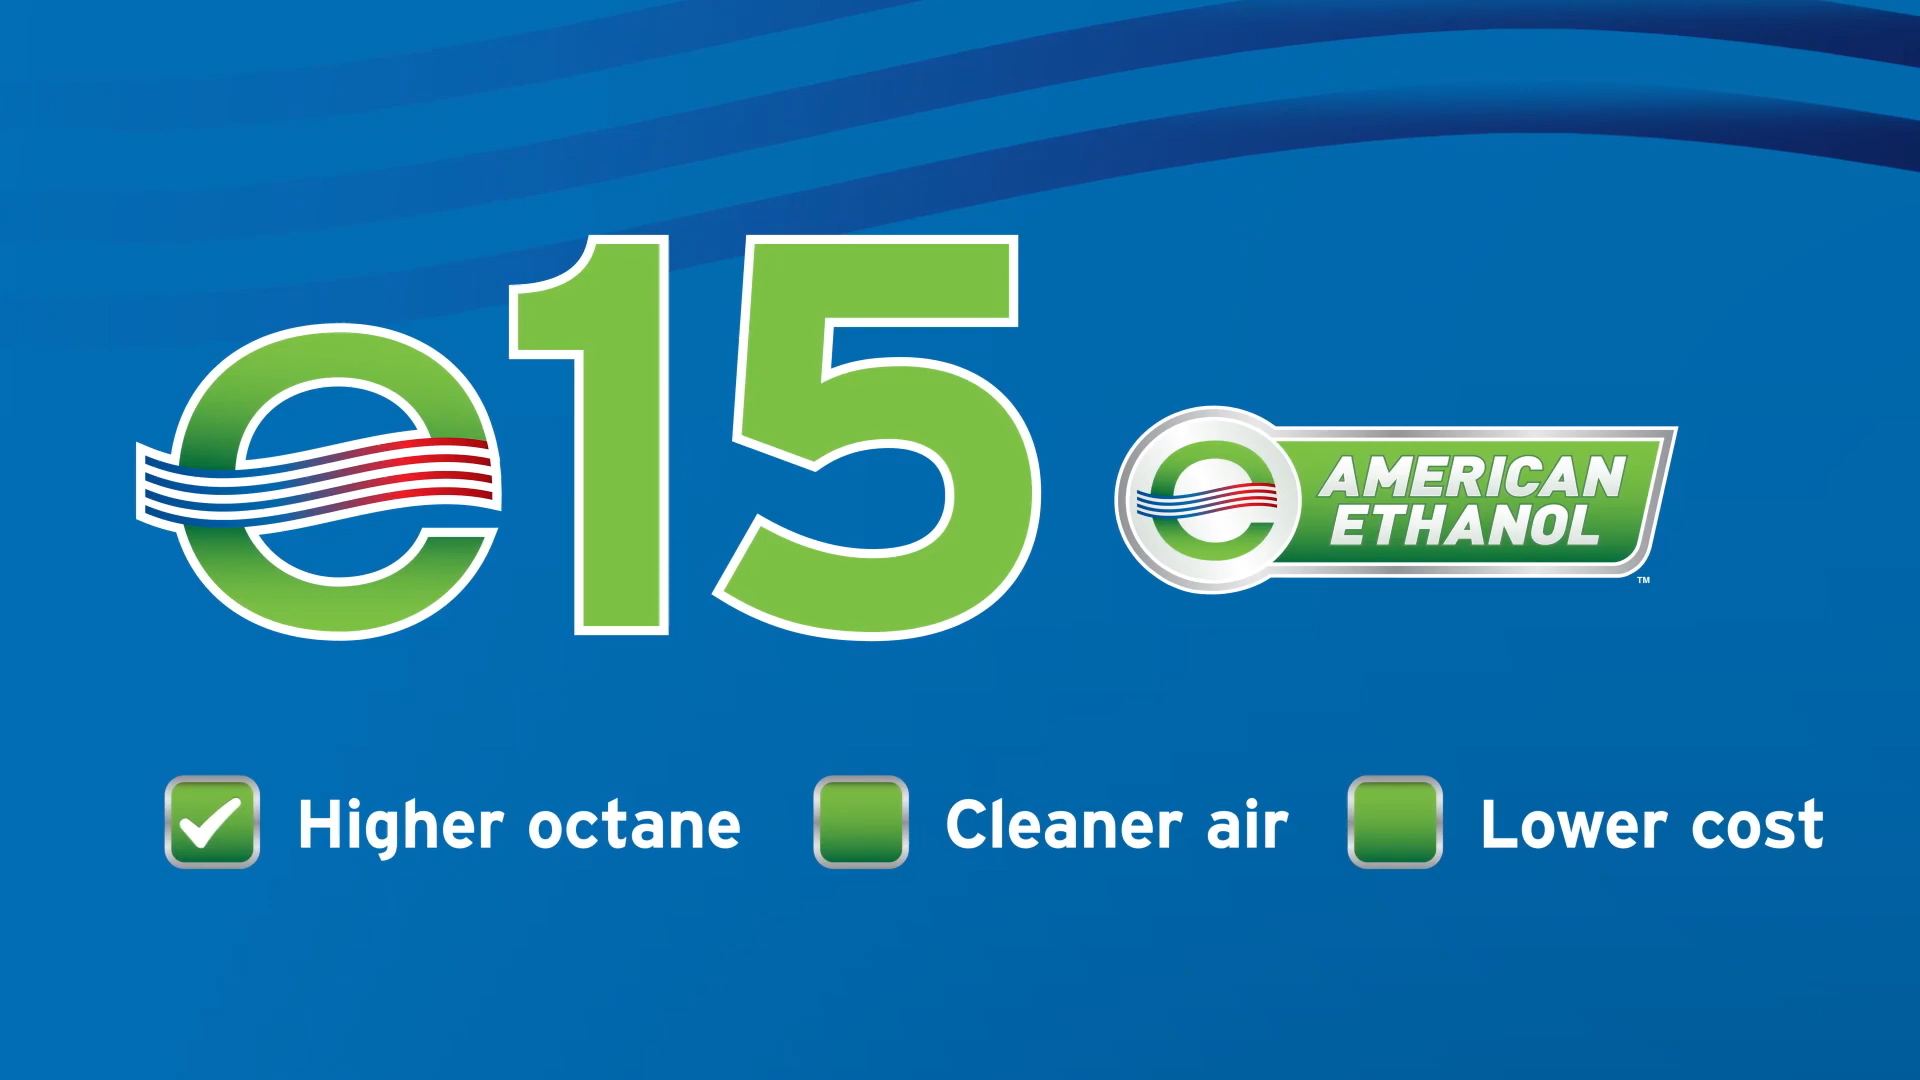 e15
AMERICAN
ETHANOL
™
Higher octane
Cleaner air
Lower cost